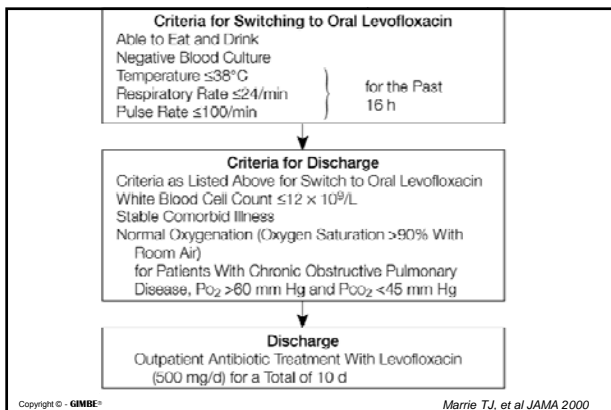 Criteria for Switching to Oral Levofloxacin
Able to Eat and Drink
Negative Blood Culture
Temperature ≤38°C
Respiratory Rate ≤24/min
Pulse Rate ≤100/min
for the Past
16 h
Criteria for Discharge
Criteria as Listed Above for Switch to Oral Levofloxacin
White Blood Cell Count ≤12 × 10⁹/L
Stable Comorbid Illness
Normal Oxygenation (Oxygen Saturation >90% With
Room Air)
for Patients With Chronic Obstructive Pulmonary
Disease, Po₂ >60 mm Hg and Pco₂ <45 mm Hg
Discharge
Outpatient Antibiotic Treatment With Levofloxacin
(500 mg/d) for a Total of 10 d
Copyright © - GIMBE®
Marrie TJ, et al JAMA 2000